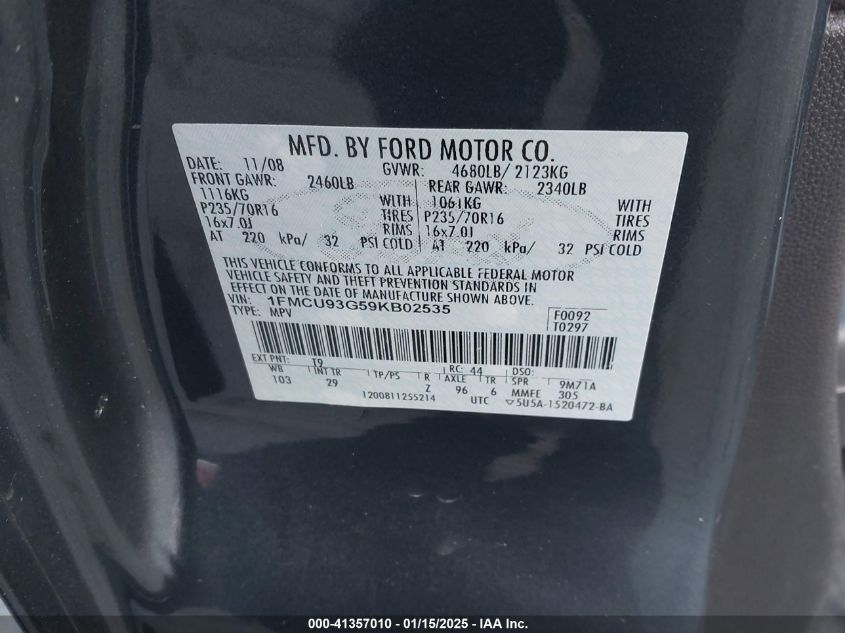 MFD. BY FORD MOTOR CO.
DATE: 11/08 GVWR: 4680LB/ 2123KG
FRONT GAWR: 2460LB REAR GAWR: 2340LB
1116KG WITH 1061KG WITH
P235/70R16 TIRES P235/70R16 TIRES
16x7.0J RIMS 16x7.0J RIMS
AT 220 kPa/ 32 PSI COLD AT 220 kPa/ 32 PSI COLD
THIS VEHICLE CONFORMS TO ALL APPLICABLE FEDERAL MOTOR
VEHICLE SAFETY AND THEFT PREVENTION STANDARDS IN
EFFECT ON THE DATE OF MANUFACTURE SHOWN ABOVE.
VIN: 1FMCU93G59KB02535 F0092
TYPE: MPV T0297
EXT PNT: T9 RC: 44 DSO:
WB INT TR TP/PS R AXLE TR SPR 9M71A
103 29 Z 96 6 MMFE 305
1200811255214 UTC ▽5U5A-1520472-BA
000-41357010 - 01/15/2025 - IAA Inc.